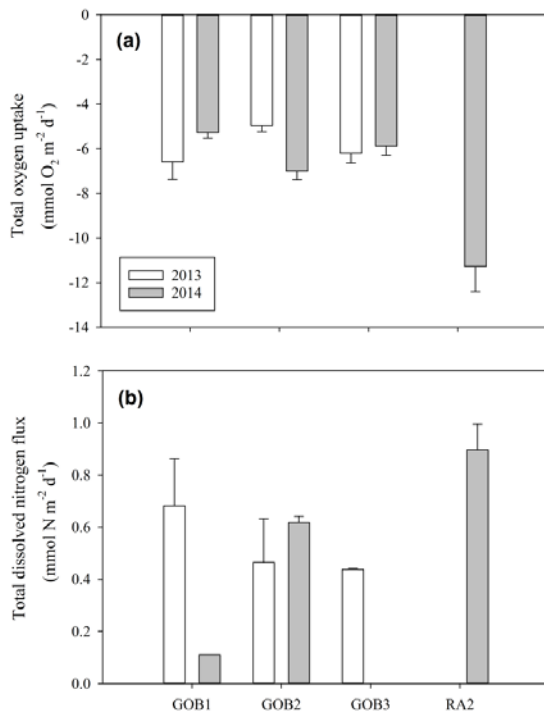 0
(a)
-2
-4
-6
-8
-10
-12
-14
Total oxygen uptake
(mmol O₂ m⁻² d⁻¹)
2013
2014
1.2
(b)
1.0
0.8
0.6
0.4
0.2
0.0
Total dissolved nitrogen flux
(mmol N m⁻² d⁻¹)
GOB1 GOB2 GOB3 RA2